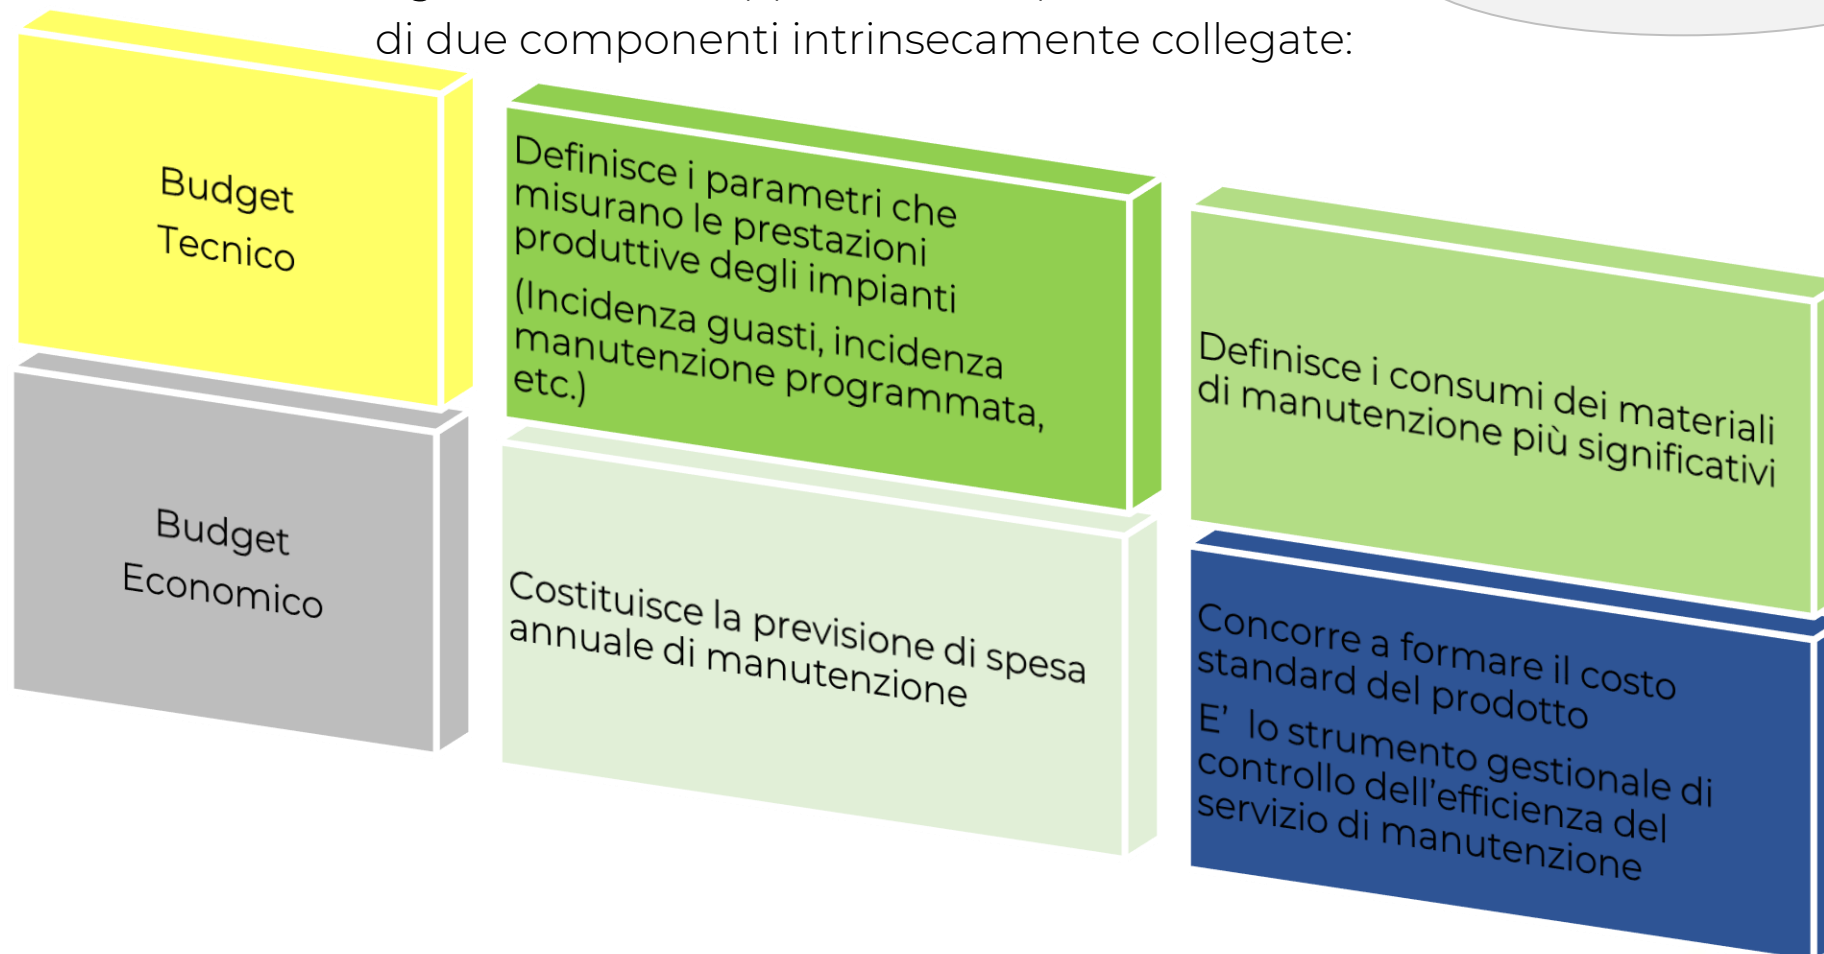 di due componenti intrinsecamente collegate:
Budget
Tecnico
Definisce i parametri che
misurano le prestazioni
produttive degli impianti
(Incidenza guasti, incidenza
manutenzione programmata,
etc.)
Definisce i consumi dei materiali
di manutenzione più significativi
Budget
Economico
Costituisce la previsione di spesa
annuale di manutenzione
Concorre a formare il costo
standard del prodotto
E’ lo strumento gestionale di
controllo dell’efficienza del
servizio di manutenzione